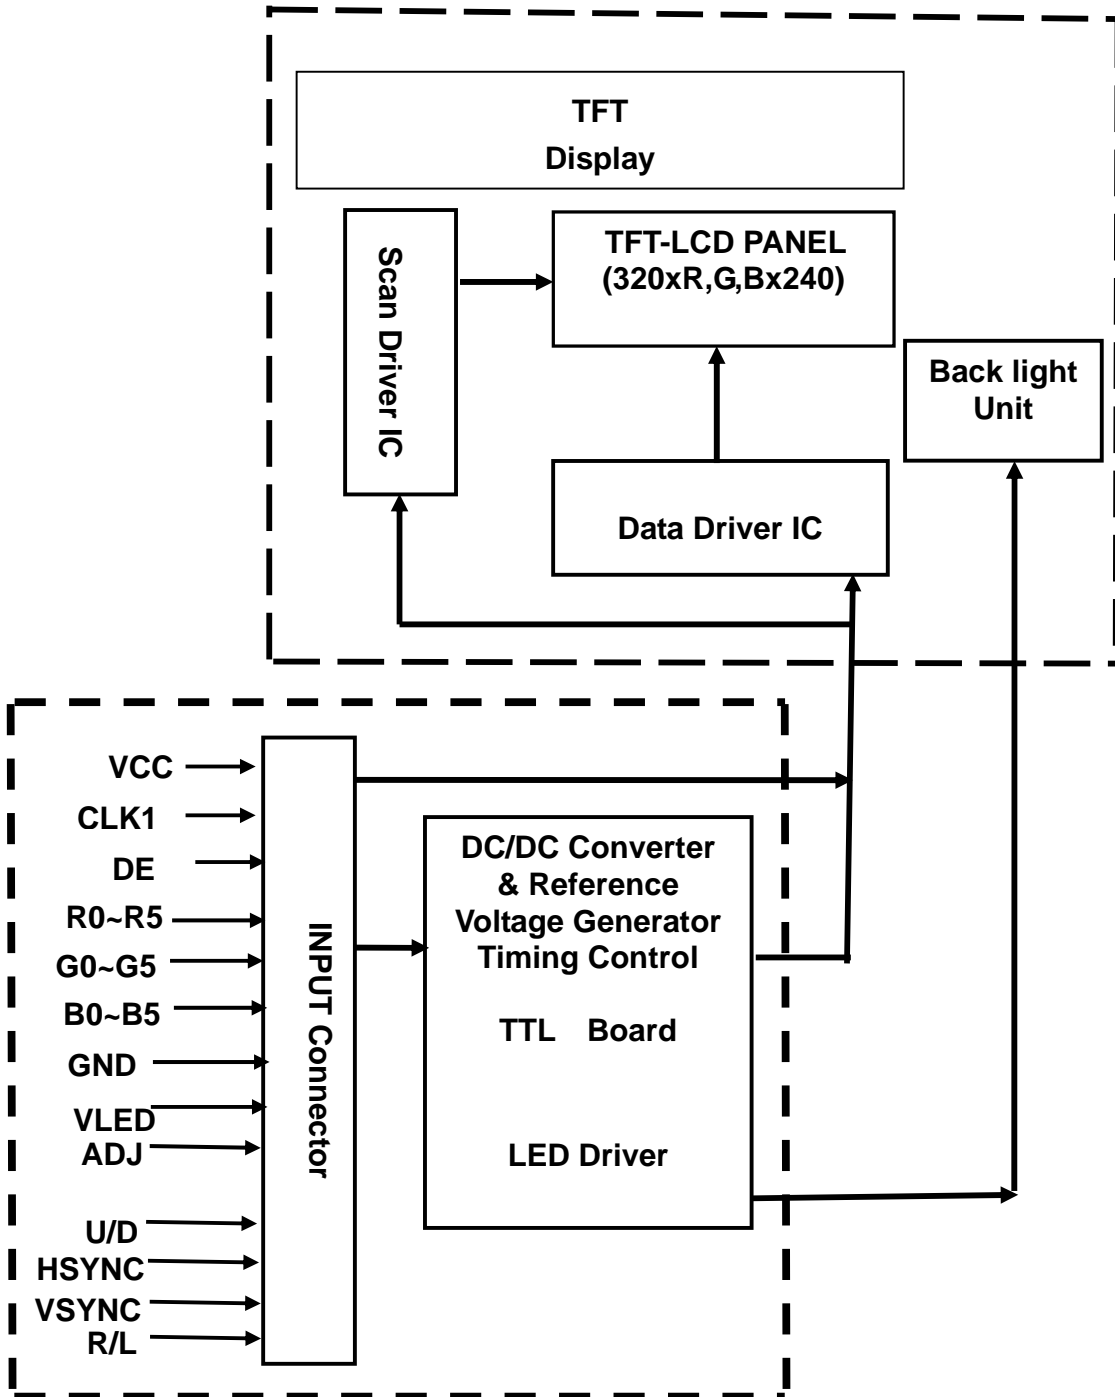 TFT
Display
Scan Driver IC
TFT-LCD PANEL
(320xR,G,Bx240)
Back light
Unit
Data Driver IC
VCC
CLK1
DE
R0~R5
G0~G5
B0~B5
GND
VLED
ADJ
U/D
HSYNC
VSYNC
R/L
INPUT Connector
DC/DC Converter
& Reference
Voltage Generator
Timing Control
TTL Board
LED Driver